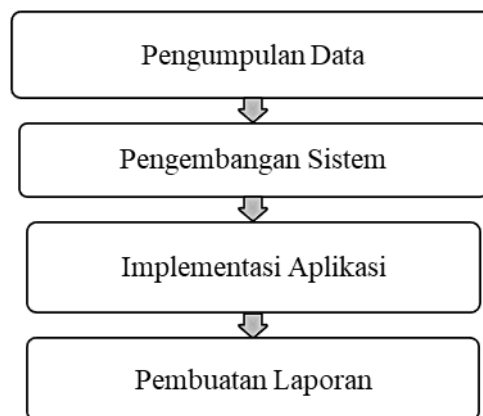 Pengumpulan Data
Pengembangan Sistem
Implementasi Aplikasi
Pembuatan Laporan